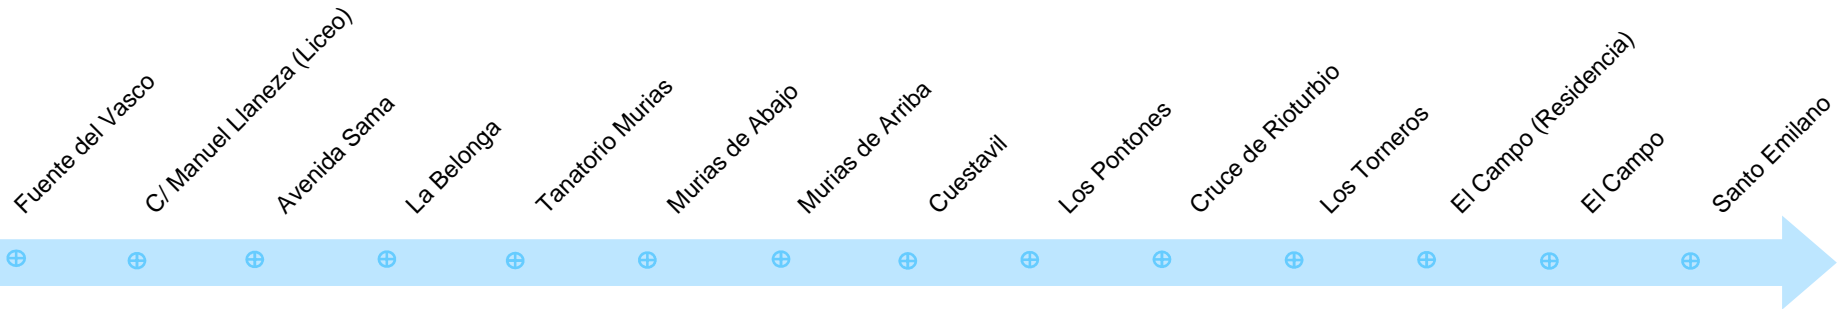 Fuente del Vasco
C/ Manuel Llaneza (Liceo)
Avenida Sama
La Belonga
Tanatorio Murias
Murias de Abajo
Murias de Arriba
Cuestavil
Los Pontones
Cruce de Rioturbio
Los Torneros
El Campo (Residencia)
El Campo
Santo Emilano